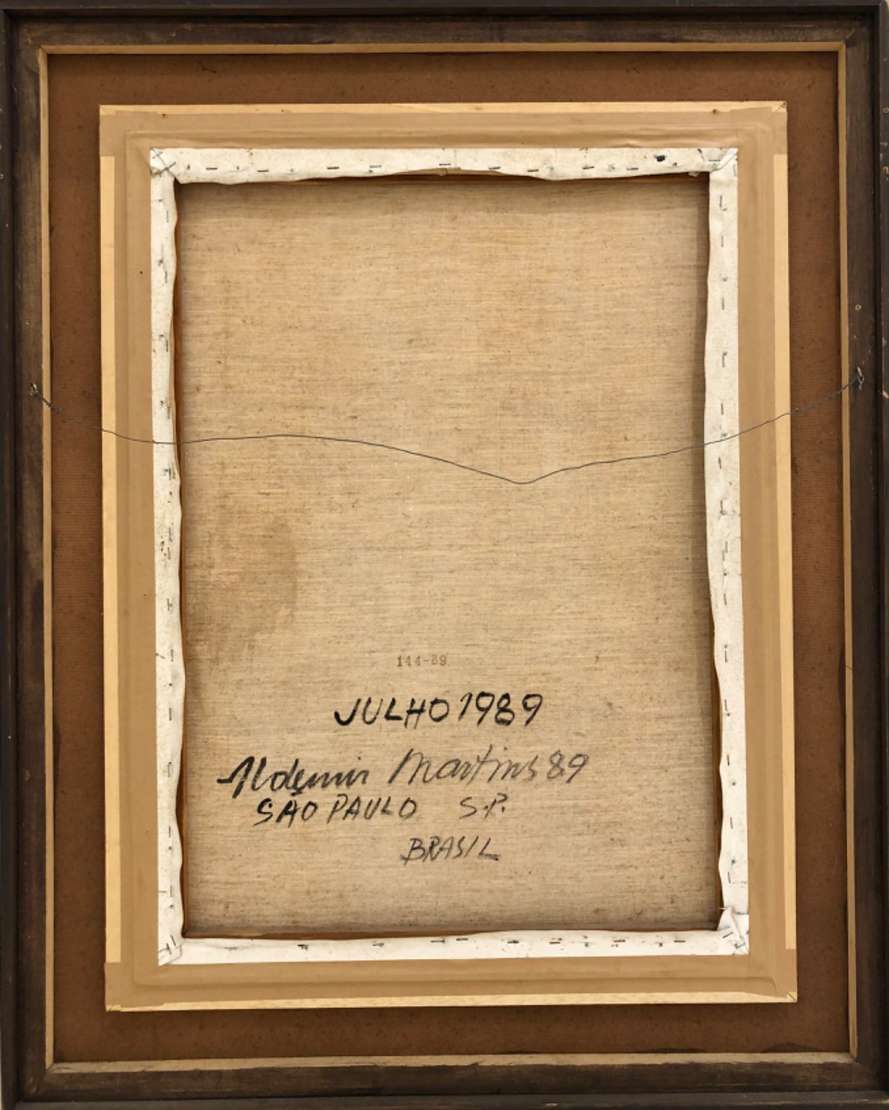 144-89
JULHO 1989
Aldemir Martins 89
SÃO PAULO S.P.
BRASIL